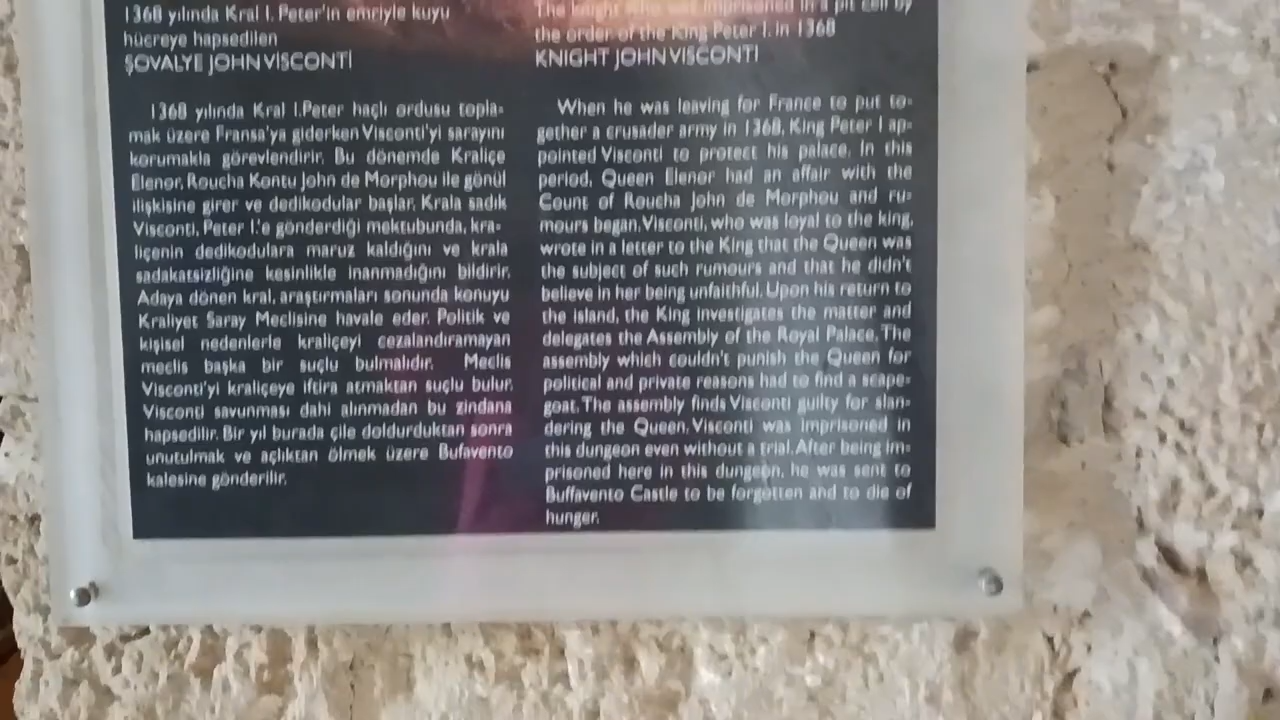 1368 yılında Kral I. Peter'in emriyle kuyu
hücreye hapsedilen
ŞOVALYE JOHN VİSCONTİ
1368 yılında Kral I.Peter haçlı ordusu topla-
mak üzere Fransa'ya giderken Visconti'yi sarayını
korumakla görevlendirir. Bu dönemde Kraliçe
Elenor, Roucha Kontu John de Morphou ile gönül
ilişkisine girer ve dedikodular başlar. Krala sadık
Visconti, Peter I.'e gönderdiği mektubunda, kra-
liçenin dedikodulara maruz kaldığını ve krala
sadakatsizliğine kesinlikle inanmadığını bildirir.
Adaya dönen kral, araştırmaları sonunda konuyu
Kraliyet Saray Meclisine havale eder. Politik ve
kişisel nedenlerle kraliçeyi cezalandıramayan
meclis başka bir suçlu bulmalıdır. Meclis
Visconti'yi kraliçeye iftira atmaktan suçlu bulur.
Visconti savunması dahi alınmadan bu zindana
hapsedilir. Bir yıl burada çile doldurduktan sonra
unutulmak ve açlıktan ölmek üzere Bufavento
kalesine gönderilir.
The knight who was imprisoned in a pit cell by
the order of the King Peter I. in 1368
KNIGHT JOHN VİSCONTİ
When he was leaving for France to put to-
gether a crusader army in 1368, King Peter I ap-
pointed Visconti to protect his palace. In this
period, Queen Elenor had an affair with the
Count of Roucha John de Morphou and ru-
mours began. Visconti, who was loyal to the king,
wrote in a letter to the King that the Queen was
the subject of such rumours and that he didn't
believe in her being unfaithful. Upon his return to
the island, the King investigates the matter and
delegates the Assembly of the Royal Palace. The
assembly which couldn't punish the Queen for
political and private reasons had to find a scape-
goat. The assembly finds Visconti guilty for slan-
dering the Queen. Visconti was imprisoned in
this dungeon even without a trial. After being im-
prisoned here in this dungeon, he was sent to
Buffavento Castle to be forgotten and to die of
hunger.